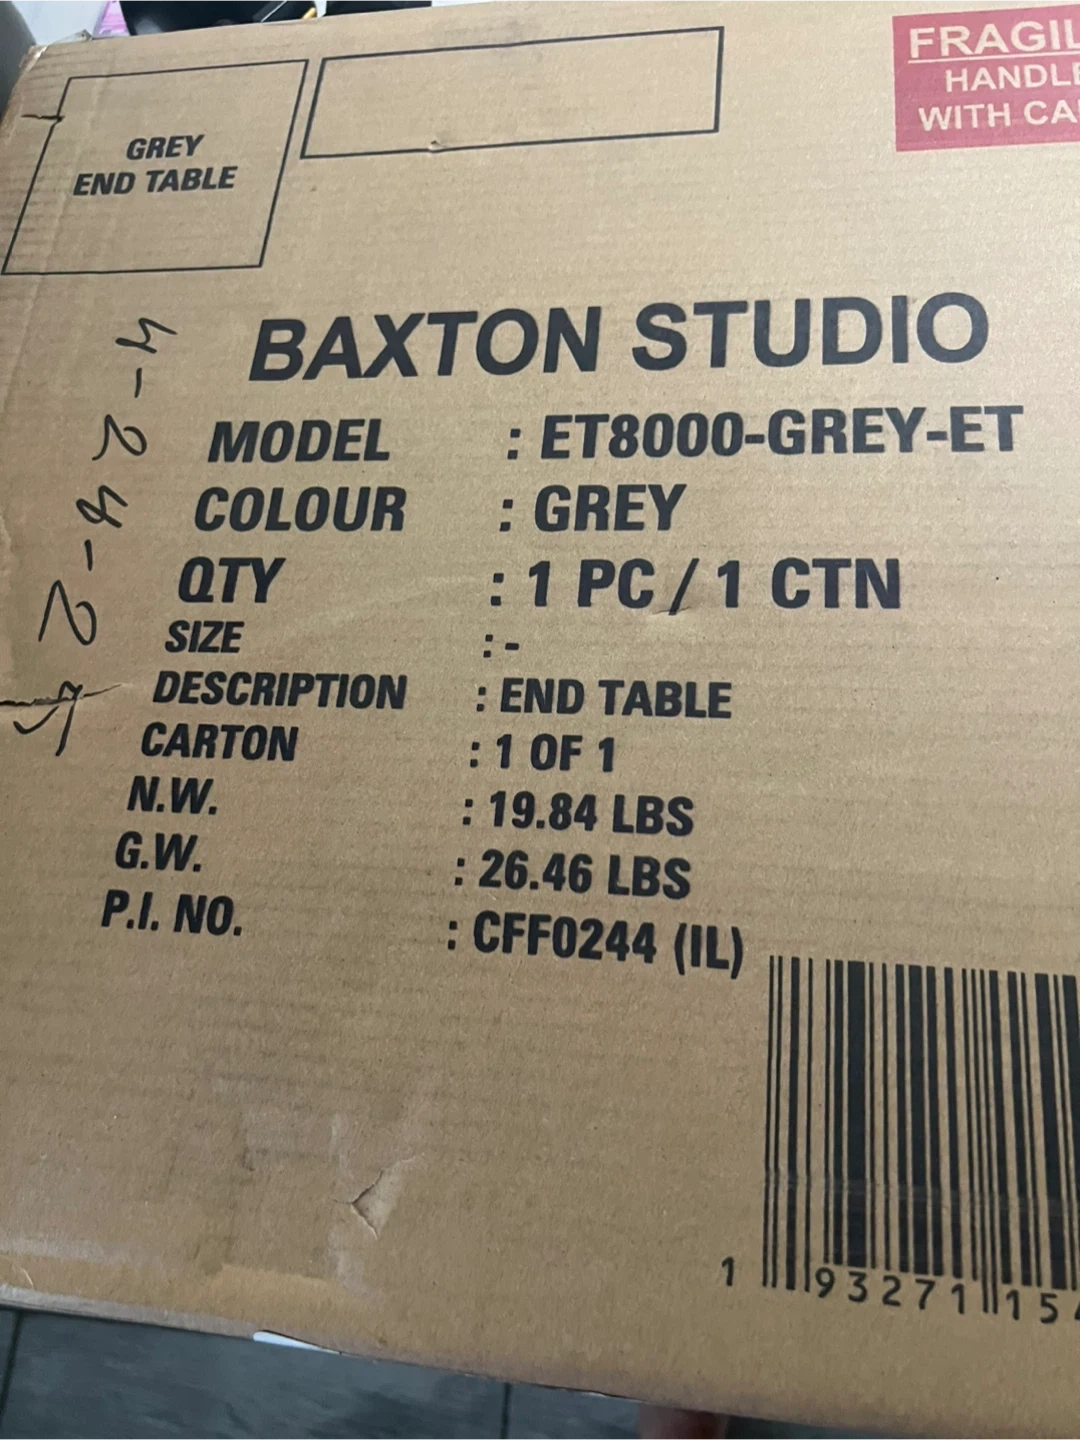 FRAGIL
HANDLE
WITH CA
GREY
END TABLE
BAXTON STUDIO
MODEL : ET8000-GREY-ET
COLOUR : GREY
QTY : 1 PC / 1 CTN
SIZE : -
DESCRIPTION : END TABLE
CARTON : 1 OF 1
N.W. : 19.84 LBS
G.W. : 26.46 LBS
P.I. NO. : CFF0244 (IL)
1 93271 15